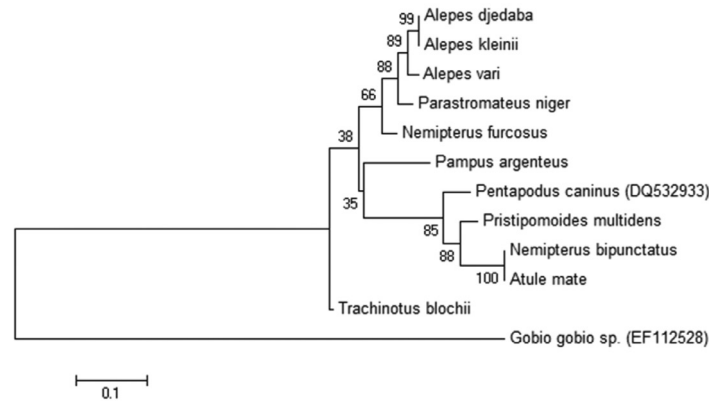 Alepes djedaba
99
Alepes kleinii
89
Alepes vari
88
Parastromateus niger
66
Nemipterus furcosus
38
Pampus argenteus
35
Pentapodus caninus (DQ532933)
85
Pristipomoides multidens
88
Nemipterus bipunctatus
100
Atule mate
Trachinotus blochii
Gobio gobio sp. (EF112528)
0.1